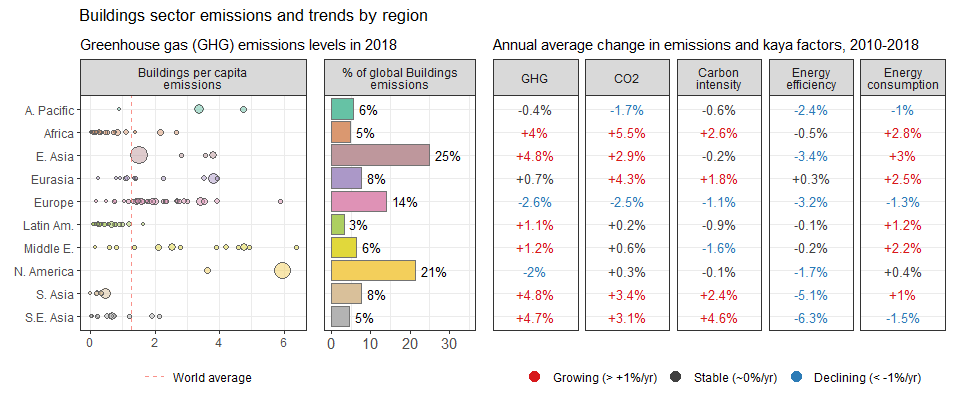 Buildings sector emissions and trends by region
Greenhouse gas (GHG) emissions levels in 2018
Annual average change in emissions and kaya factors, 2010-2018
Buildings per capita
emissions
% of global Buildings
emissions
GHG
CO2
Carbon
intensity
Energy
efficiency
Energy
consumption
A. Pacific 6% -0.4% -1.7% -0.6% -2.4% -1%
Africa 5% +4% +5.5% +2.6% -0.5% +2.8%
E. Asia 25% +4.8% +2.9% -0.2% -3.4% +3%
Eurasia 8% +0.7% +4.3% +1.8% +0.3% +2.5%
Europe 14% -2.6% -2.5% -1.1% -3.2% -1.3%
Latin Am. 3% +1.1% +0.2% -0.9% -0.2% +1.2%
Middle E. 6% +1.2% +0.6% -1.6% -0.1% +2.2%
N. America 21% -2% +0.3% -0.1% -1.7% +0.4%
S. Asia 8% +4.8% +3.4% +2.4% -5.1% +1%
S.E. Asia 5% +4.7% +3.1% +4.6% -6.3% -1.5%
0 2 4 6
0 10 20 30
World average
Growing (> +1%/yr)
Stable (~0%/yr)
Declining (< -1%/yr)